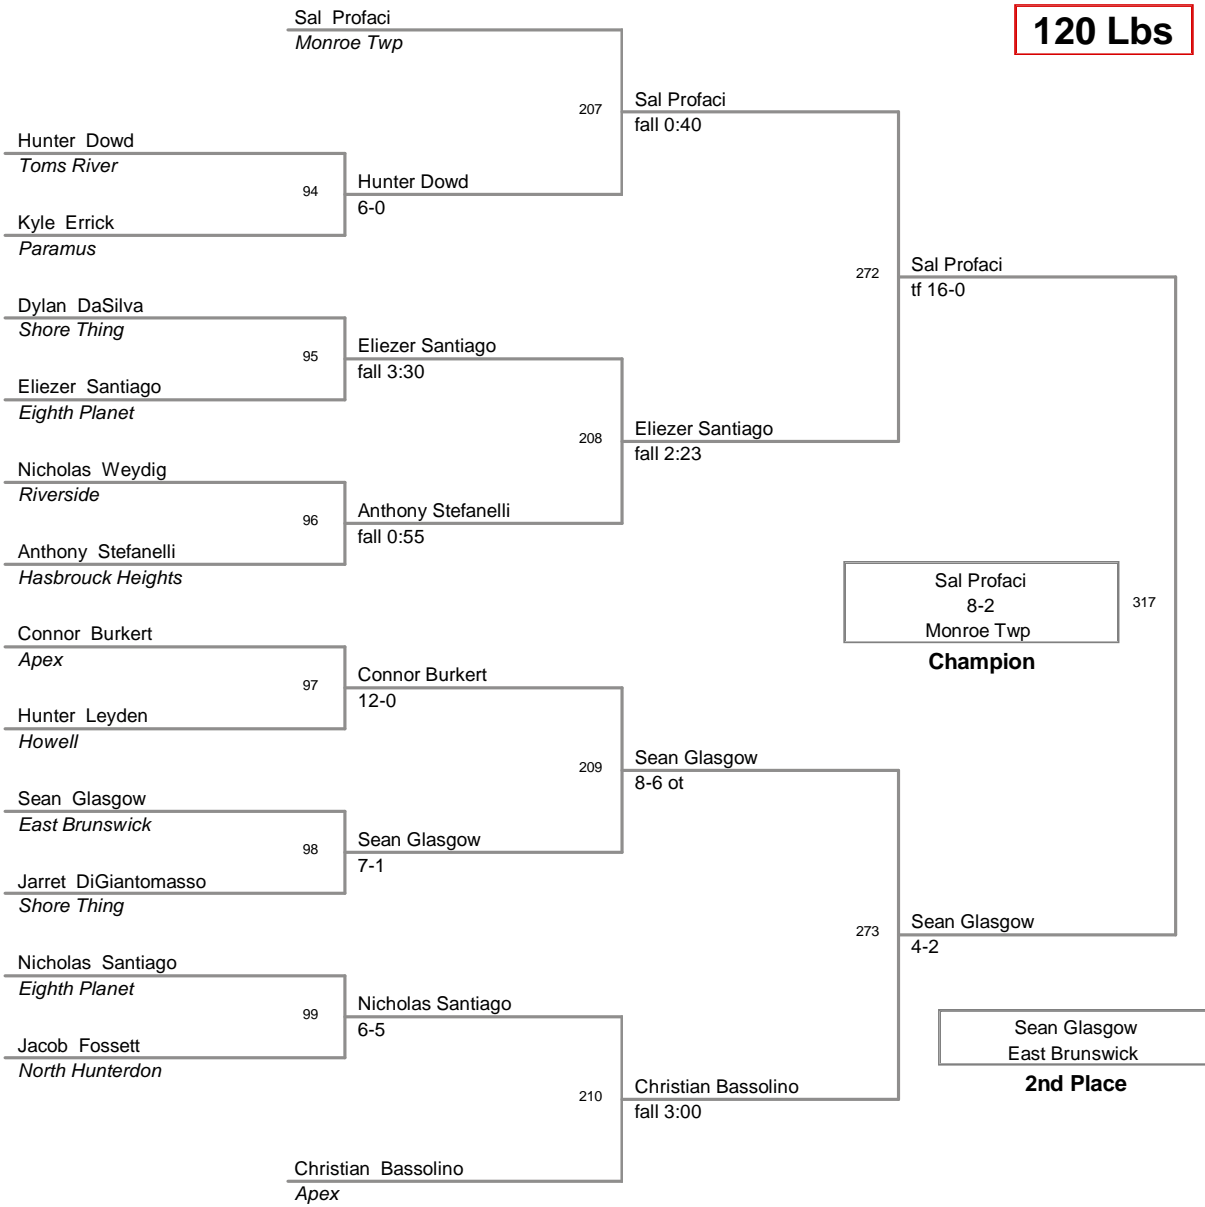 Sal Profaci
Monroe Twp
120 Lbs
207
Sal Profaci
fall 0:40
Hunter Dowd
Toms River
94
Hunter Dowd
6-0
Kyle Errick
Paramus
272
Sal Profaci
tf 16-0
Dylan DaSilva
Shore Thing
95
Eliezer Santiago
fall 3:30
Eliezer Santiago
Eighth Planet
208
Eliezer Santiago
fall 2:23
Nicholas Weydig
Riverside
96
Anthony Stefanelli
fall 0:55
Anthony Stefanelli
Hasbrouck Heights
Sal Profaci
8-2
Monroe Twp
317
Champion
Connor Burkert
Apex
97
Connor Burkert
12-0
Hunter Leyden
Howell
209
Sean Glasgow
8-6 ot
Sean Glasgow
East Brunswick
98
Sean Glasgow
7-1
Jarret DiGiantomasso
Shore Thing
273
Sean Glasgow
4-2
Nicholas Santiago
Eighth Planet
99
Nicholas Santiago
6-5
Jacob Fossett
North Hunterdon
Sean Glasgow
East Brunswick
2nd Place
210
Christian Bassolino
fall 3:00
Christian Bassolino
Apex